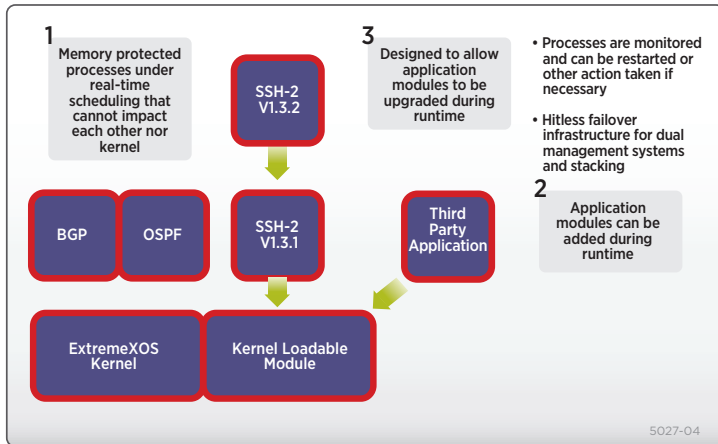 1
Memory protected
processes under
real-time
scheduling that
cannot impact
each other nor
kernel
SSH-2
V1.3.2
3
Designed to allow
application
modules to be
upgraded during
runtime
• Processes are monitored
and can be restarted or
other action taken if
necessary
• Hitless failover
infrastructure for dual
management systems
and stacking
BGP
OSPF
SSH-2
V1.3.1
Third
Party
Application
2
Application
modules can be
added during
runtime
ExtremeXOS
Kernel
Kernel Loadable
Module
5027-04